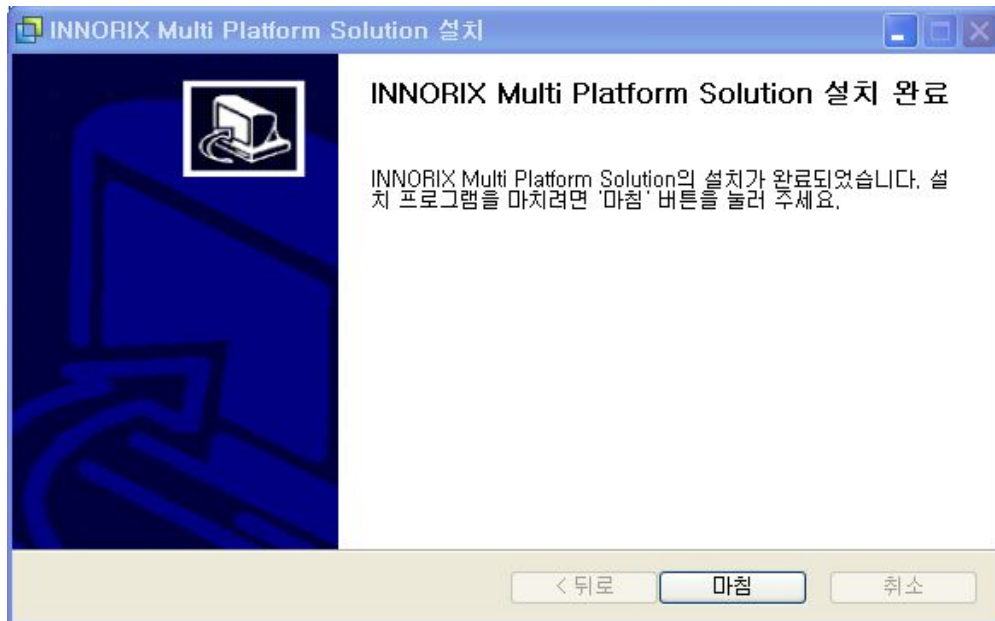 INNORIX Multi Platform Solution 설치
INNORIX Multi Platform Solution 설치 완료
INNORIX Multi Platform Solution의 설치가 완료되었습니다. 설
치 프로그램을 마치려면 '마침' 버튼을 눌러 주세요.
< 뒤로 마침 취소